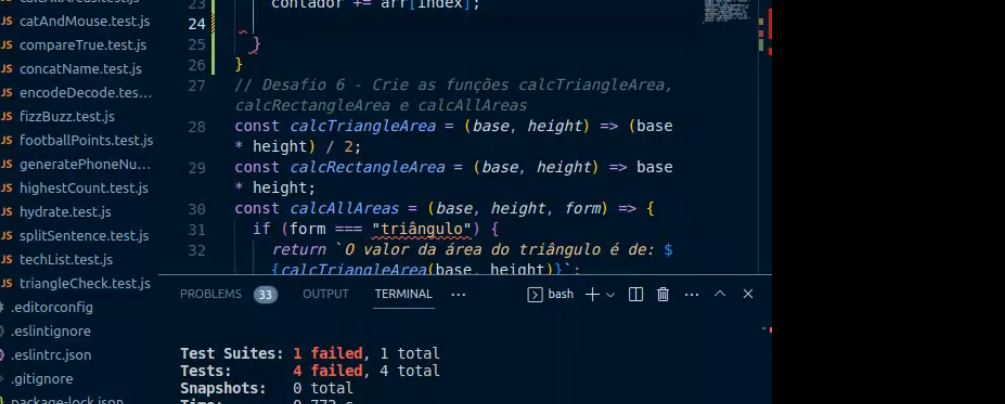 JS catAndMouse.test.js
JS compareTrue.test.js
JS concatName.test.js
JS encodeDecode.tes...
JS fizzBuzz.test.js
JS footballPoints.test.js
JS generatePhoneNu...
JS highestCount.test.js
JS hydrate.test.js
JS splitSentence.test.js
JS techList.test.js
JS triangleCheck.test.js
.editorconfig
.eslintignore
.eslintrc.json
.gitignore
package-lock.json
23 contador += arr[index];
24
25 }
26 }
27 // Desafio 6 - Crie as funções calcTriangleArea,
calcRectangleArea e calcAllAreas
28 const calcTriangleArea = (base, height) => (base
* height) / 2;
29 const calcRectangleArea = (base, height) => base
* height;
30 const calcAllAreas = (base, height, form) => {
31 if (form === "triângulo") {
32 return `O valor da área do triângulo é de: $
{calcTriangleArea(base, height)}`;
PROBLEMS 33 OUTPUT TERMINAL ··· bash
Test Suites: 1 failed, 1 total
Tests: 4 failed, 4 total
Snapshots: 0 total
Time: